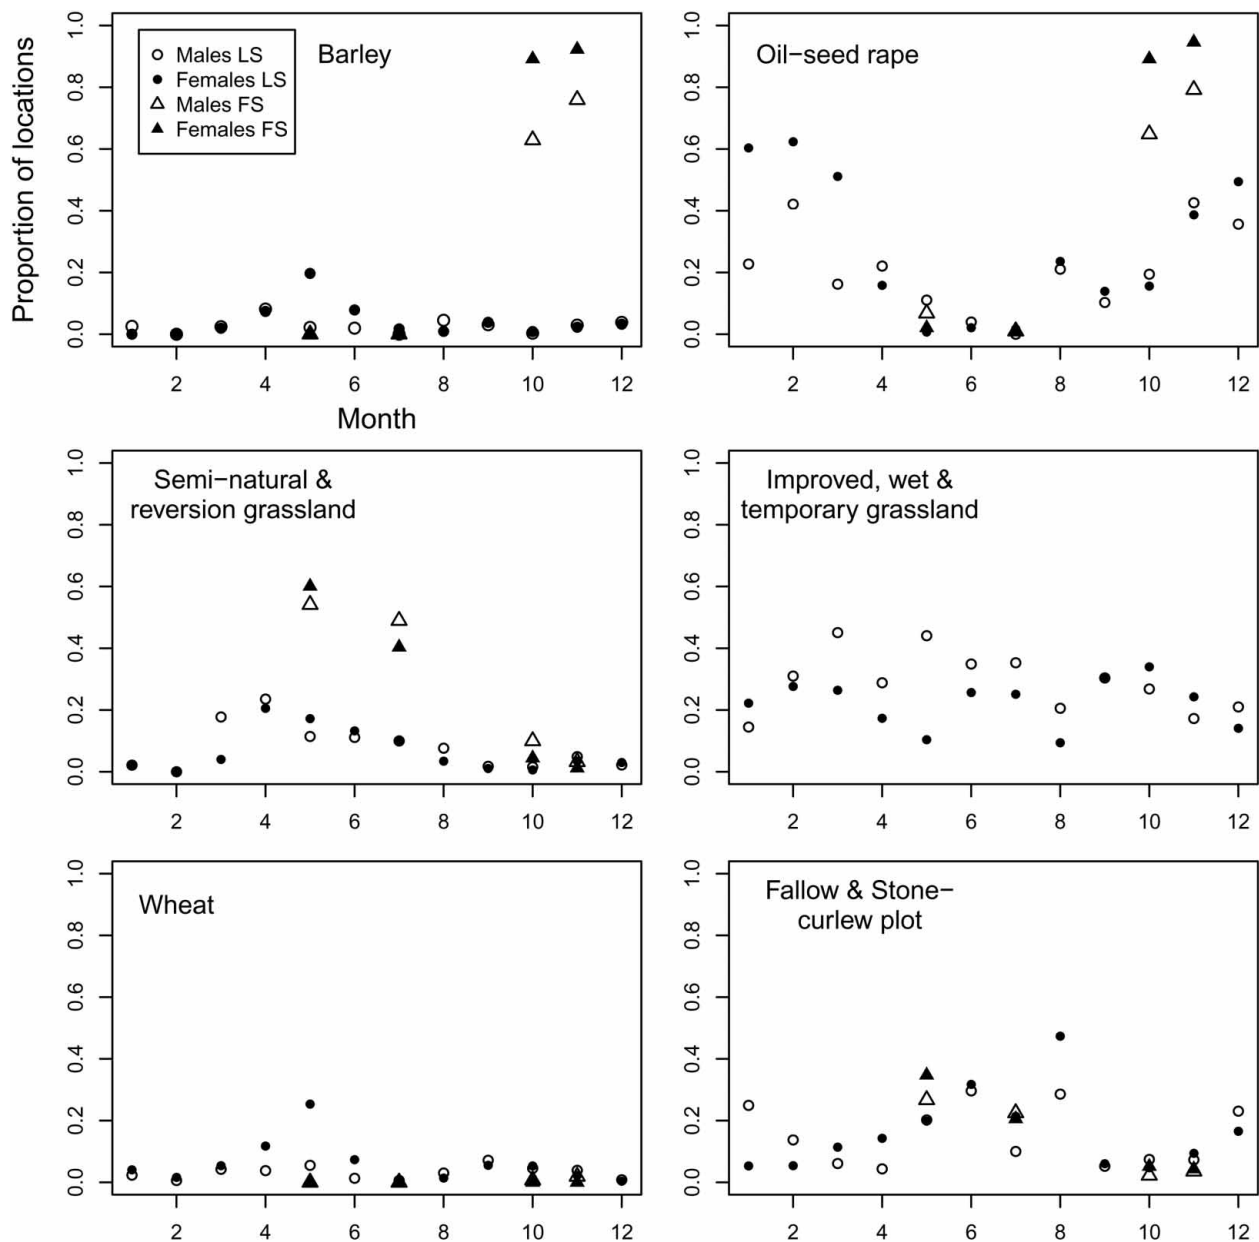 Proportion of locations
0.0 0.2 0.4 0.6 0.8 1.0
Males LS
Females LS
Males FS
Females FS
Barley
2 4 6 8 10 12
Month
0.0 0.2 0.4 0.6 0.8 1.0
Oil−seed rape
2 4 6 8 10 12
0.0 0.2 0.4 0.6 0.8 1.0
Semi−natural &
reversion grassland
2 4 6 8 10 12
0.0 0.2 0.4 0.6 0.8 1.0
Improved, wet &
temporary grassland
2 4 6 8 10 12
0.0 0.2 0.4 0.6 0.8 1.0
Wheat
2 4 6 8 10 12
0.0 0.2 0.4 0.6 0.8 1.0
Fallow & Stone−
curlew plot
2 4 6 8 10 12